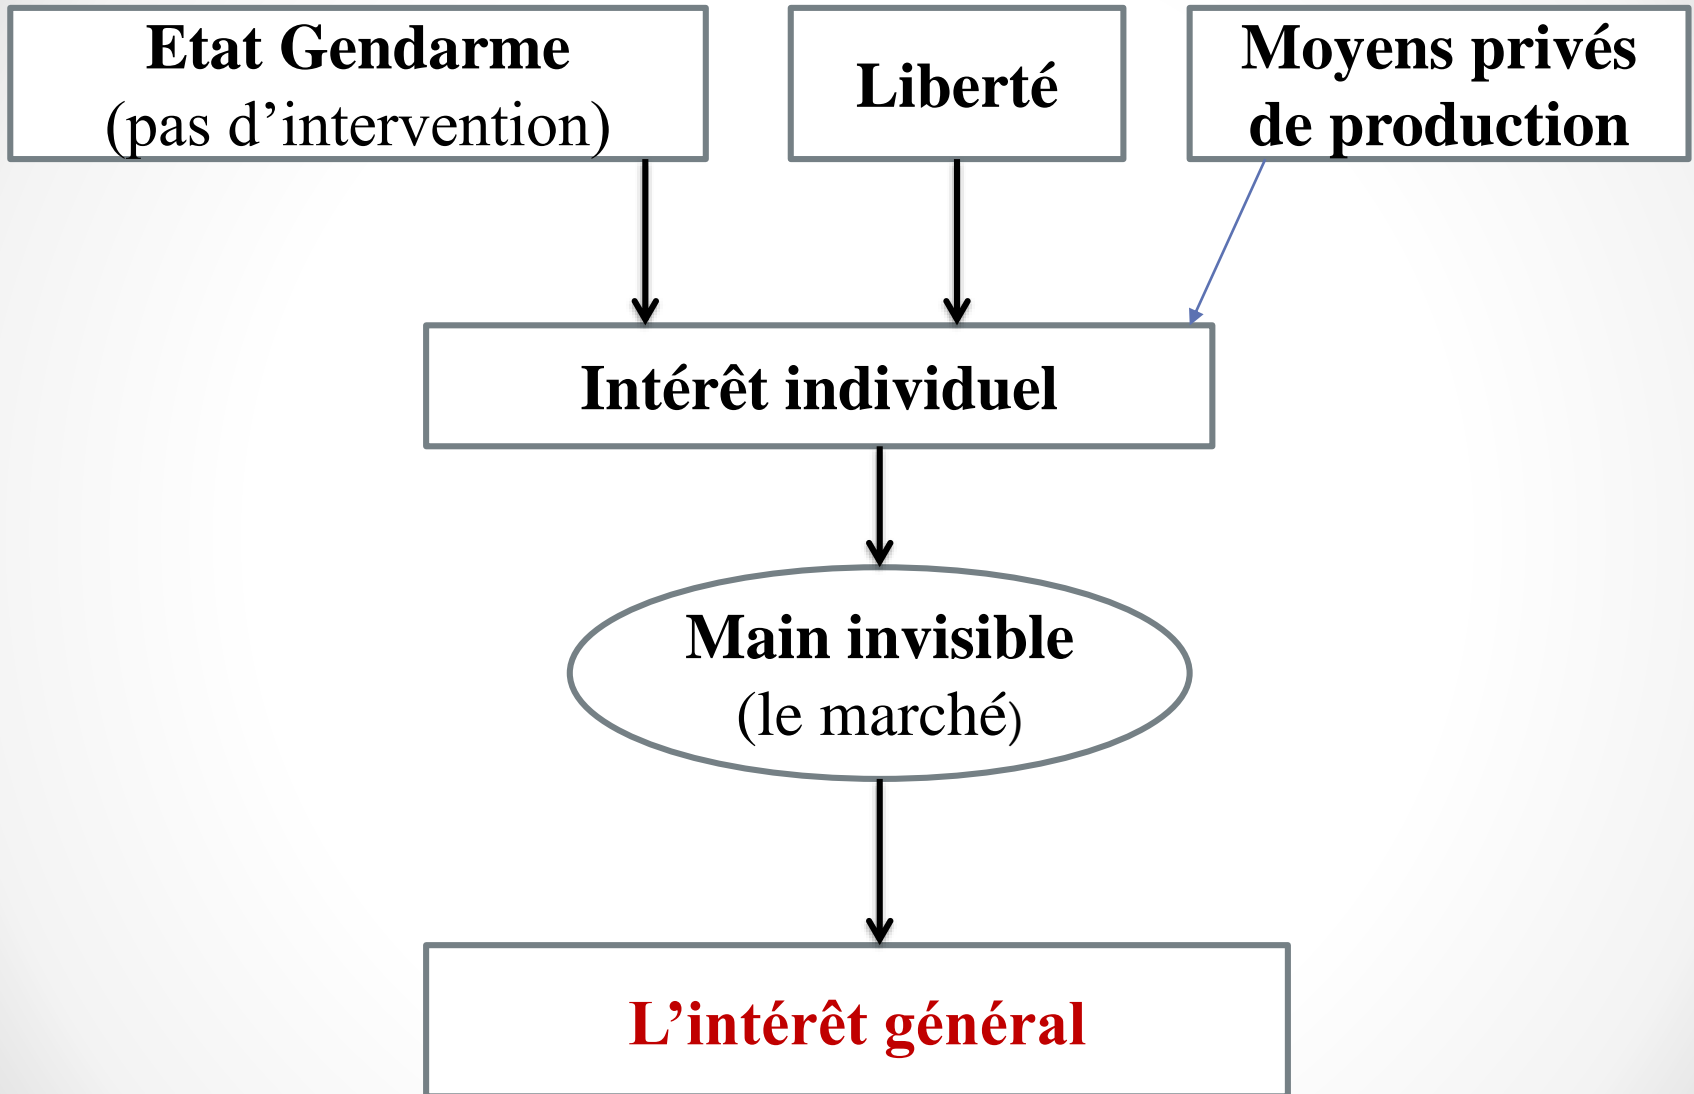 Etat Gendarme
(pas d’intervention)
Liberté
Moyens privés
de production
Intérêt individuel
Main invisible
(le marché)
L’intérêt général